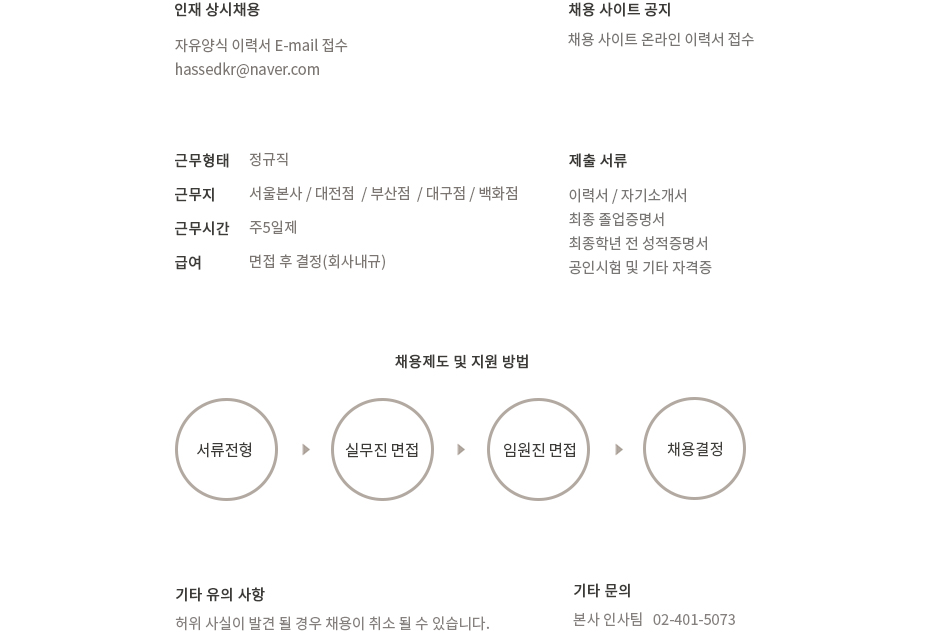 인재 상시채용
자유양식 이력서 E-mail 접수
hassedkr@naver.com
채용 사이트 공지
채용 사이트 온라인 이력서 접수
근무형태 정규직
근무지 서울본사 / 대전점 / 부산점 / 대구점 / 백화점
근무시간 주5일제
급여 면접 후 결정(회사내규)
제출 서류
이력서 / 자기소개서
최종 졸업증명서
최종학년 전 성적증명서
공인시험 및 기타 자격증
채용제도 및 지원 방법
서류전형
실무진 면접
임원진 면접
채용결정
기타 유의 사항
허위 사실이 발견 될 경우 채용이 취소 될 수 있습니다.
기타 문의
본사 인사팀 02-401-5073